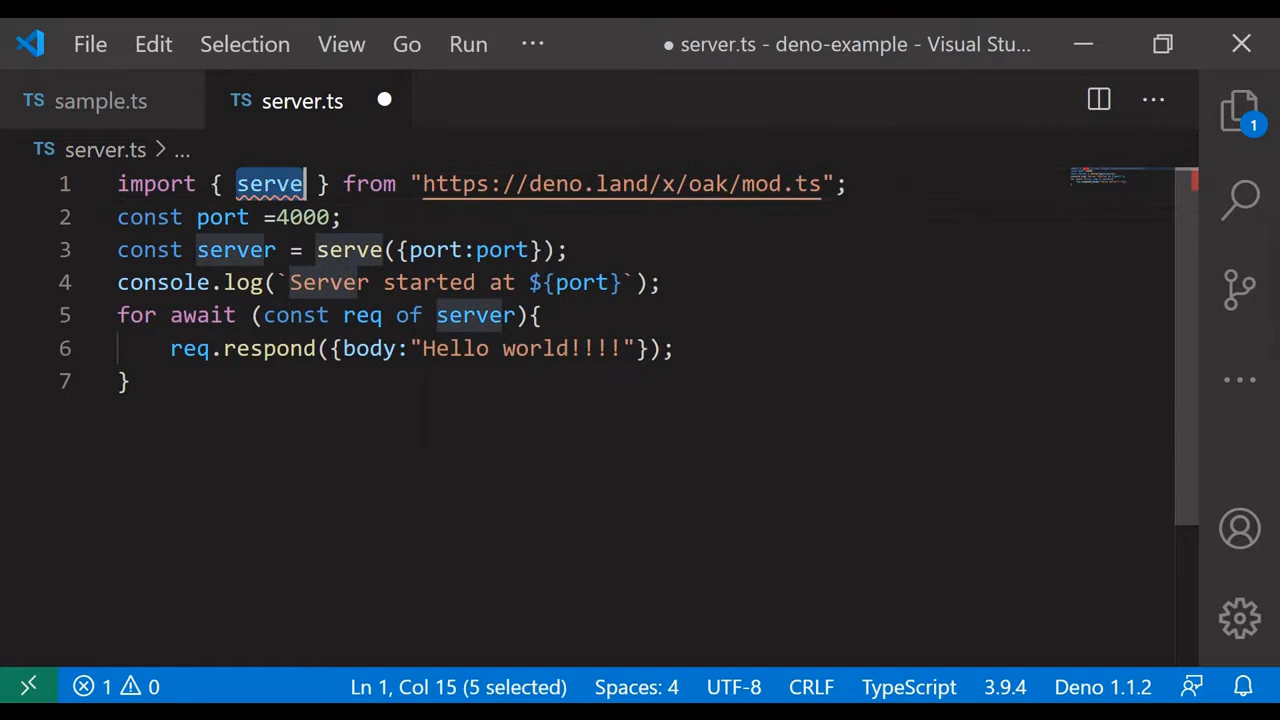 File Edit Selection View Go Run ··· ● server.ts - deno-example - Visual Stu...
TS sample.ts TS server.ts ● ···
TS server.ts > ...
1 import { serve } from "https://deno.land/x/oak/mod.ts";
2 const port =4000;
3 const server = serve({port:port});
4 console.log(`Server started at ${port}`);
5 for await (const req of server){
6 req.respond({body:"Hello world!!!!"});
7 }
1
1 0 Ln 1, Col 15 (5 selected) Spaces: 4 UTF-8 CRLF TypeScript 3.9.4 Deno 1.1.2